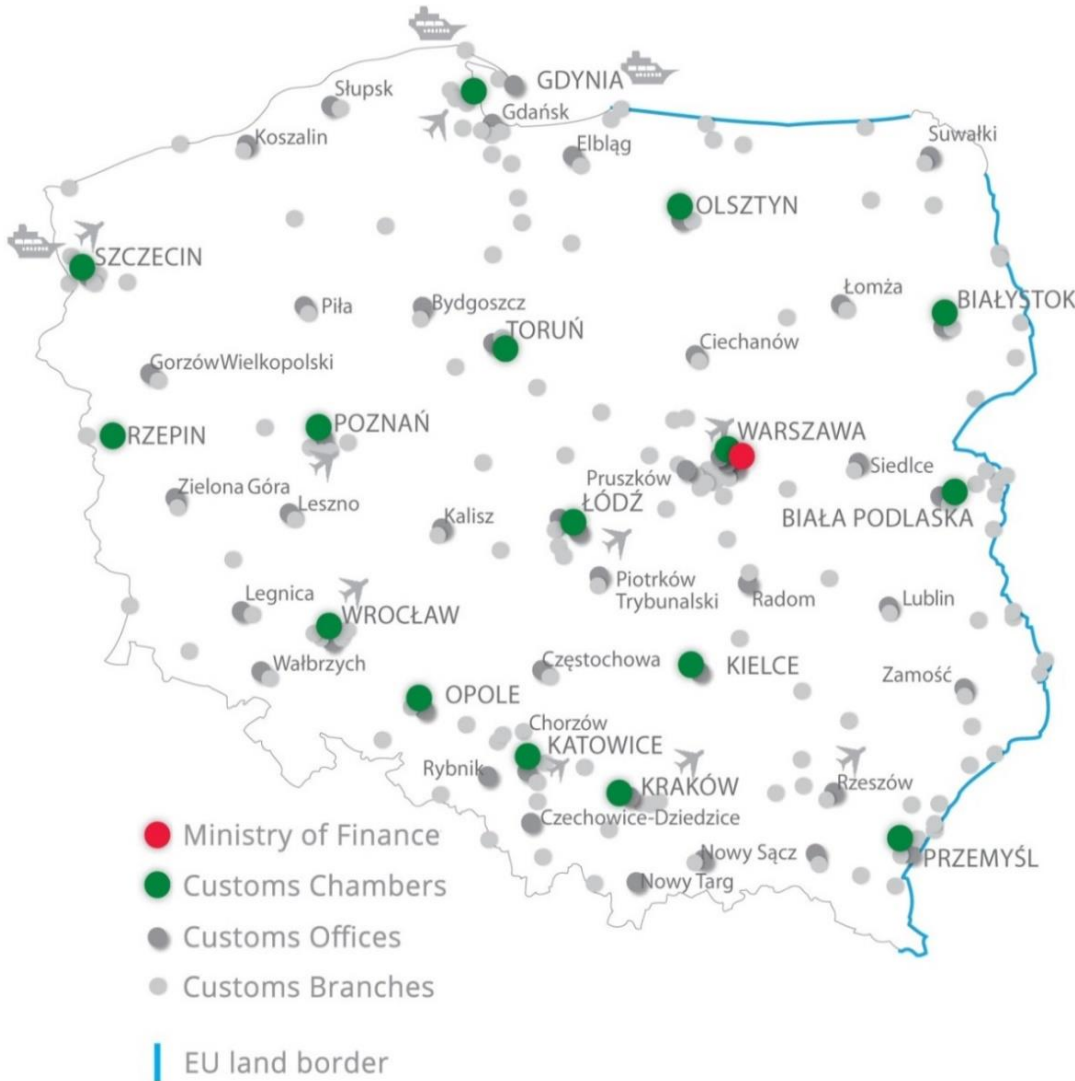 GDYNIA
Słupsk
Gdańsk
Koszalin
Elbląg
Suwałki
OLSZTYN
SZCZECIN
Łomża
BIAŁYSTOK
Piła
Bydgoszcz
TORUŃ
Ciechanów
GorzówWielkopolski
POZNAŃ
WARSZAWA
RZEPIN
Siedlce
Pruszków
Zielona Góra
Leszno
ŁÓDŹ
Kalisz
BIAŁA PODLASKA
Piotrków
Trybunalski
Radom
Lublin
Legnica
WROCŁAW
Wałbrzych
Częstochowa
KIELCE
Zamość
OPOLE
Chorzów
KATOWICE
Rybnik
KRAKÓW
Rzeszów
Czechowice-Dziedzice
Nowy Sącz
PRZEMYŚL
Nowy Targ
Ministry of Finance
Customs Chambers
Customs Offices
Customs Branches
EU land border